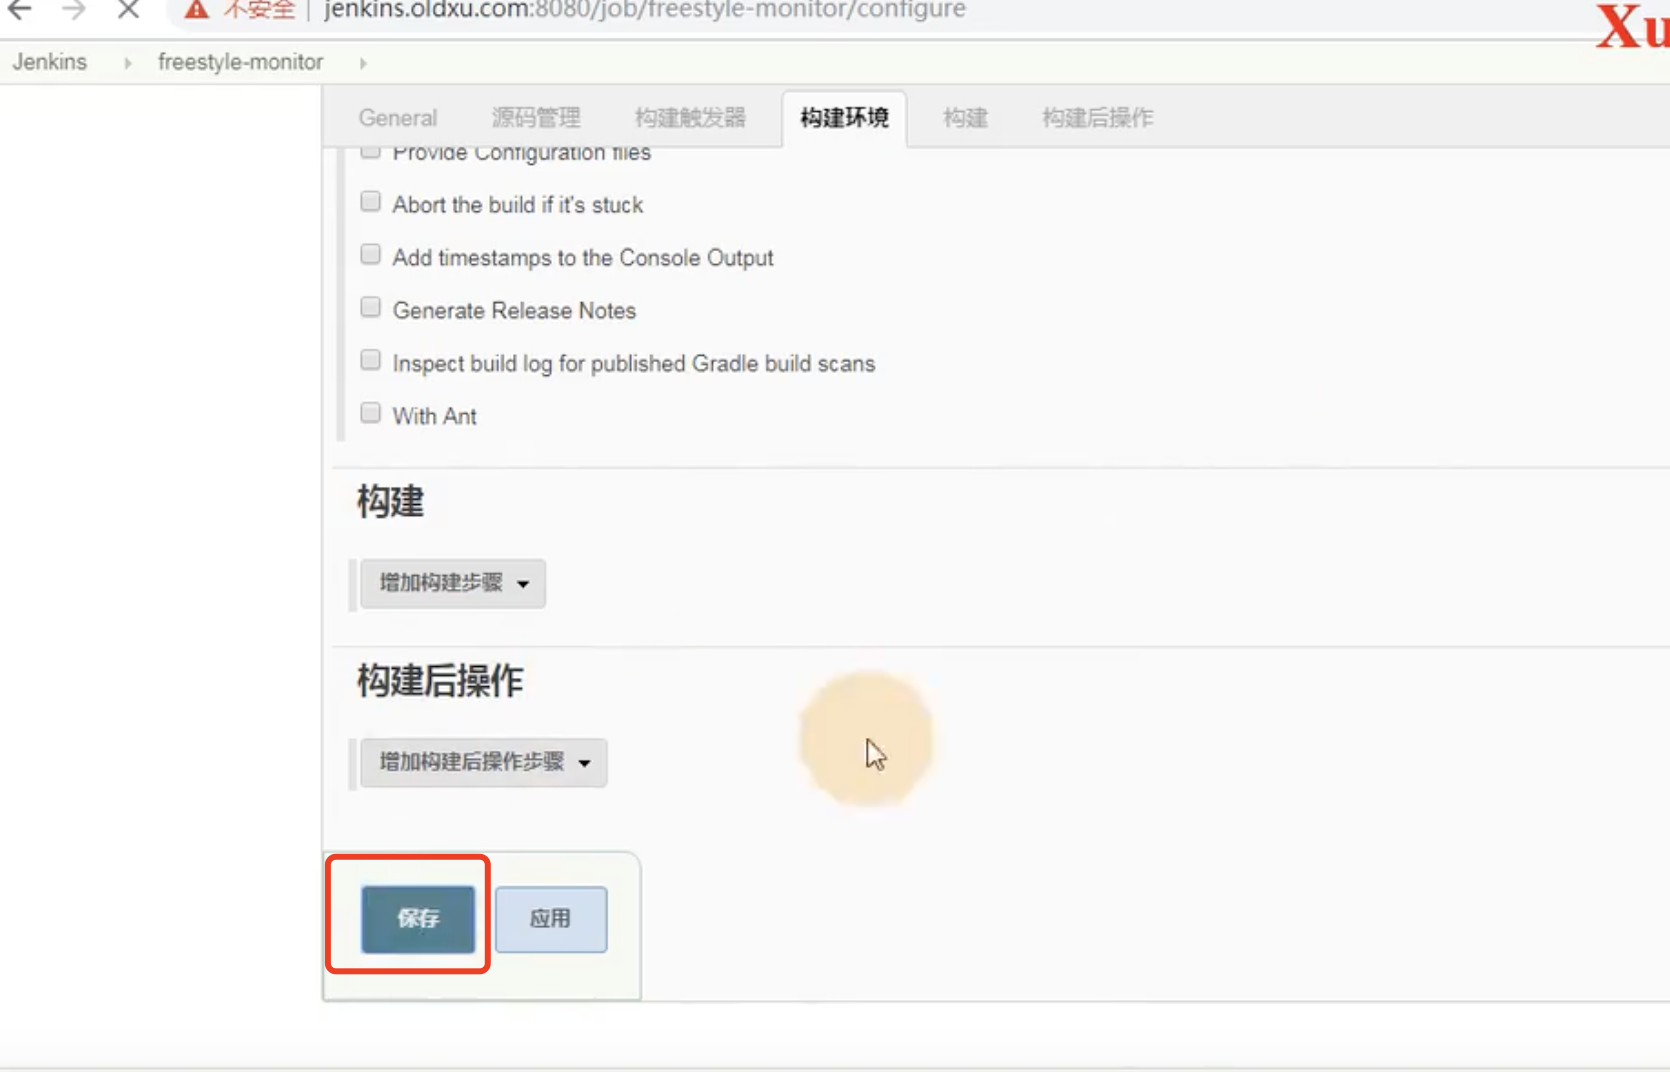 不安全 | jenkins.oldxu.com:8080/job/freestyle-monitor/configure
Xu
Jenkins freestyle-monitor
General 源码管理 构建触发器 构建环境 构建 构建后操作
Provide Configuration files
Abort the build if it's stuck
Add timestamps to the Console Output
Generate Release Notes
Inspect build log for published Gradle build scans
With Ant
构建
增加构建步骤
构建后操作
增加构建后操作步骤
保存 应用